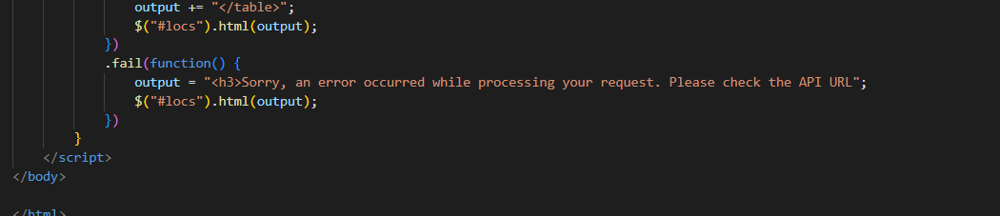 output += "</table>";
$("#locs").html(output);
})
.fail(function() {
output = "<h3>Sorry, an error occurred while processing your request. Please check the API URL";
$("#locs").html(output);
})
}
</script>
</body>
</html>